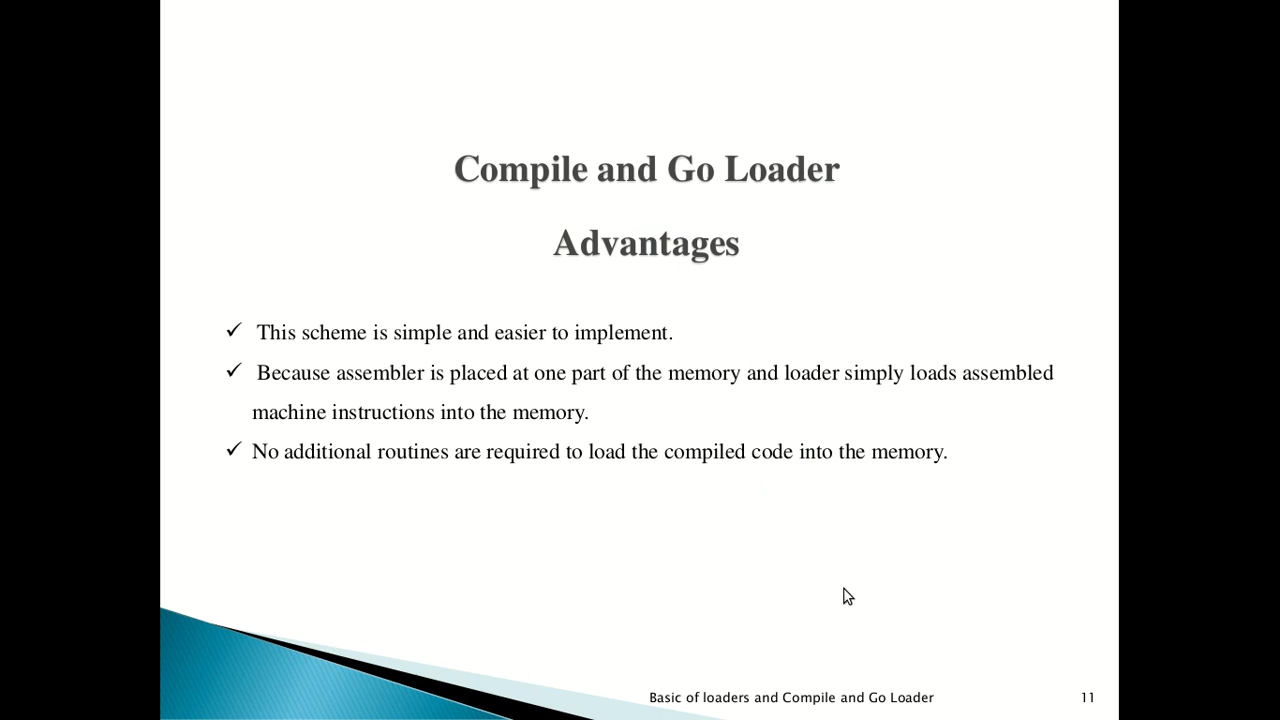 Compile and Go Loader
Advantages
✓ This scheme is simple and easier to implement.
✓ Because assembler is placed at one part of the memory and loader simply loads assembled
machine instructions into the memory.
✓ No additional routines are required to load the compiled code into the memory.
Basic of loaders and Compile and Go Loader 11